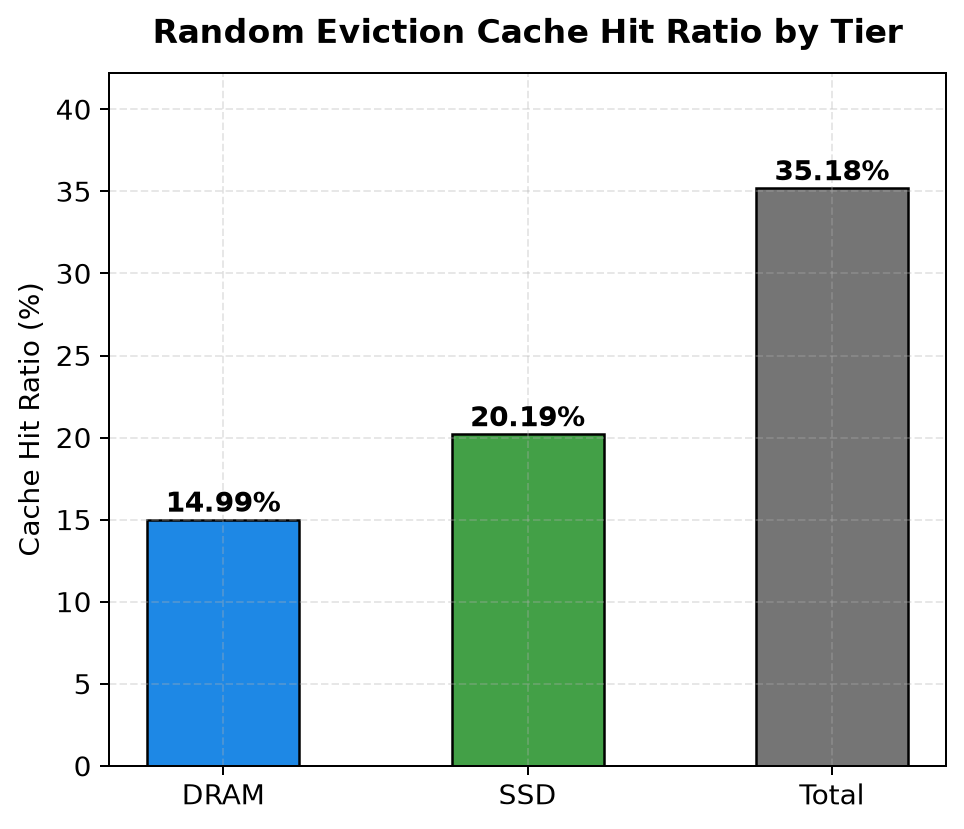 Random Eviction Cache Hit Ratio by Tier
Cache Hit Ratio (%)
40
35
30
25
20
15
10
5
0
14.99%
20.19%
35.18%
DRAM
SSD
Total